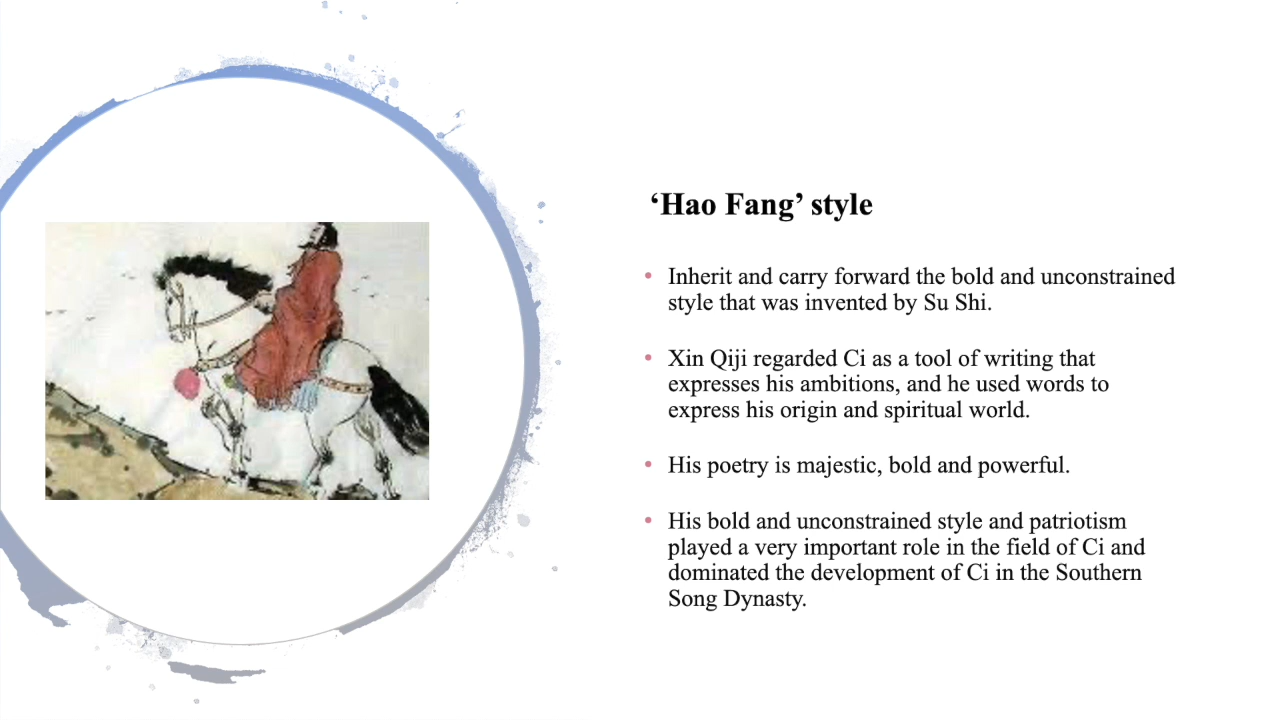 ‘Hao Fang’ style
• Inherit and carry forward the bold and unconstrained
style that was invented by Su Shi.
• Xin Qiji regarded Ci as a tool of writing that
expresses his ambitions, and he used words to
express his origin and spiritual world.
• His poetry is majestic, bold and powerful.
• His bold and unconstrained style and patriotism
played a very important role in the field of Ci and
dominated the development of Ci in the Southern
Song Dynasty.